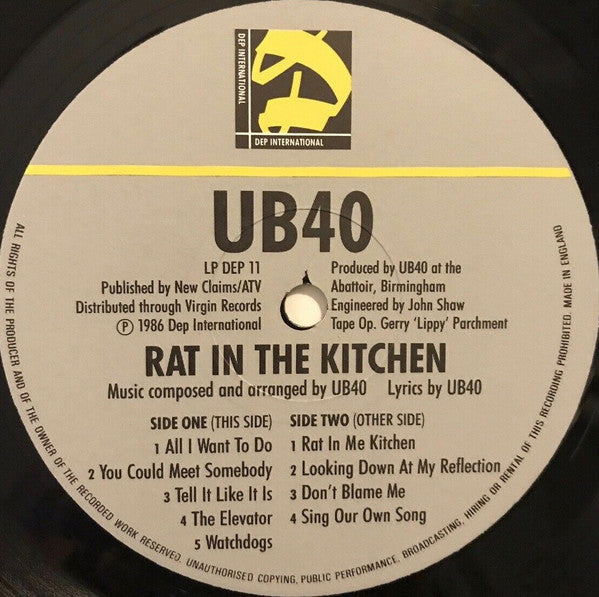 DEP INTERNATIONAL
DEP INTERNATIONAL
UB40
LP DEP 11
Published by New Claims/ATV
Distributed through Virgin Records
Ⓟ 1986 Dep International
Produced by UB40 at the
Abattoir, Birmingham
Engineered by John Shaw
Tape Op. Gerry 'Lippy' Parchment
RAT IN THE KITCHEN
Music composed and arranged by UB40 Lyrics by UB40
SIDE ONE (THIS SIDE)
1 All I Want To Do
2 You Could Meet Somebody
3 Tell It Like It Is
4 The Elevator
5 Watchdogs
SIDE TWO (OTHER SIDE)
1 Rat In Me Kitchen
2 Looking Down At My Reflection
3 Don't Blame Me
4 Sing Our Own Song
ALL RIGHTS OF THE PRODUCER AND OF THE OWNER OF THE RECORDED WORK RESERVED. UNAUTHORISED COPYING, PUBLIC PERFORMANCE, BROADCASTING, HIRING OR RENTAL OF THIS RECORDING PROHIBITED. MADE IN ENGLAND